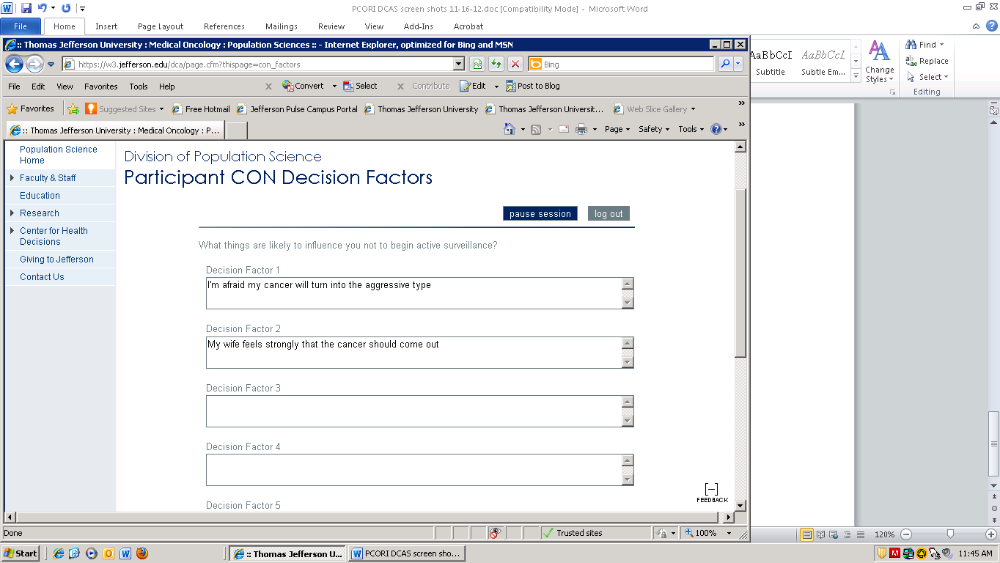 PCORI DCAS screen shots 11-16-12.doc [Compatibility Mode] - Microsoft Word
File Home Insert Page Layout References Mailings Review View Add-Ins Acrobat
:: Thomas Jefferson University : Medical Oncology : Population Sciences :: - Internet Explorer, optimized for Bing and MSN
https://w3.jefferson.edu/dca/page.cfm?thispage=con_factors
Bing
File Edit View Favorites Tools Help
x Convert Select x Contribute Edit Post to Blog
Favorites Suggested Sites Free Hotmail Jefferson Pulse Campus Portal Thomas Jefferson University Thomas Jefferson Universit... Web Slice Gallery
:: Thomas Jefferson University : Medical Oncology : P...
Page Safety Tools
AaBbCcI AaBbCcI
Subtitle Subtle Em...
Change
Styles
Find
Replace
Select
Editing
Population Science
Home
Faculty & Staff
Education
Research
Center for Health
Decisions
Giving to Jefferson
Contact Us
Division of Population Science
Participant CON Decision Factors
pause session log out
What things are likely to influence you not to begin active surveillance?
Decision Factor 1
I'm afraid my cancer will turn into the aggressive type
Decision Factor 2
My wife feels strongly that the cancer should come out
Decision Factor 3
Decision Factor 4
Decision Factor 5
[–]
FEEDBACK
Done Trusted sites 100%
120%
Start :: Thomas Jefferson U... PCORI DCAS screen sho... 11:45 AM